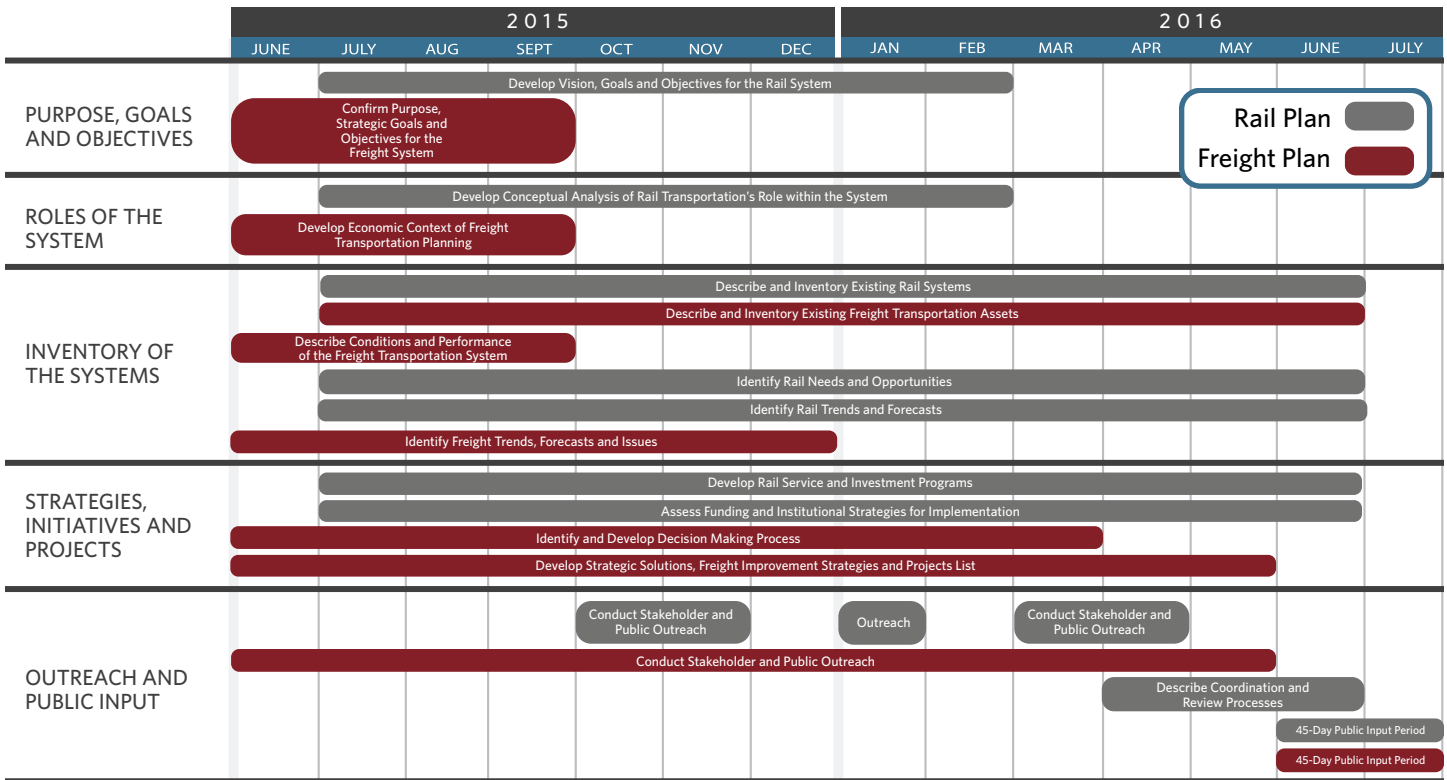 2015
2016
JUNE
JULY
AUG
SEPT
OCT
NOV
DEC
JAN
FEB
MAR
APR
MAY
JUNE
JULY
Rail Plan
Freight Plan
PURPOSE, GOALS
AND OBJECTIVES
Develop Vision, Goals and Objectives for the Rail System
Confirm Purpose,
Strategic Goals and
Objectives for the
Freight System
ROLES OF THE
SYSTEM
Develop Conceptual Analysis of Rail Transportation's Role within the System
Develop Economic Context of Freight
Transportation Planning
INVENTORY OF
THE SYSTEMS
Describe and Inventory Existing Rail Systems
Describe and Inventory Existing Freight Transportation Assets
Describe Conditions and Performance
of the Freight Transportation System
Identify Rail Needs and Opportunities
Identify Rail Trends and Forecasts
Identify Freight Trends, Forecasts and Issues
STRATEGIES,
INITIATIVES AND
PROJECTS
Develop Rail Service and Investment Programs
Assess Funding and Institutional Strategies for Implementation
Identify and Develop Decision Making Process
Develop Strategic Solutions, Freight Improvement Strategies and Projects List
OUTREACH AND
PUBLIC INPUT
Conduct Stakeholder and
Public Outreach
Outreach
Conduct Stakeholder and
Public Outreach
Conduct Stakeholder and Public Outreach
Describe Coordination and
Review Processes
45-Day Public Input Period
45-Day Public Input Period